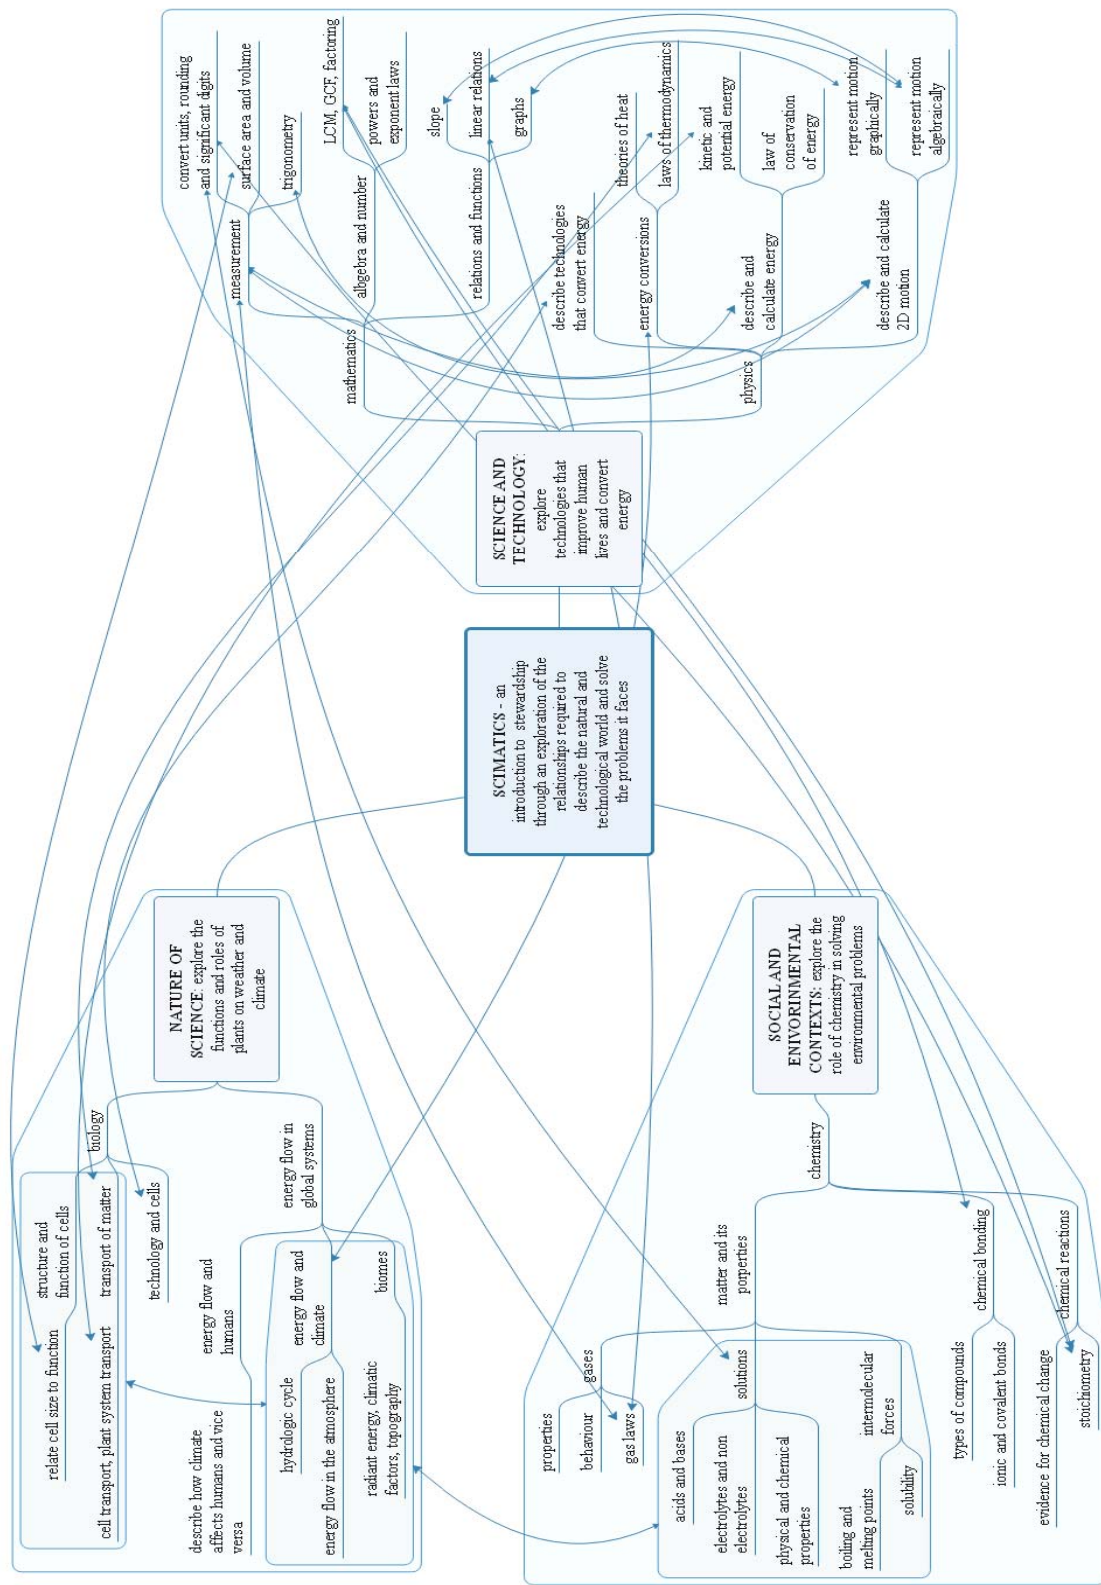 SCIMATICS - an
introduction to stewardship
through an exploration of the
relationships required to
describe the natural and
technological world and solve
the problems it faces
SCIENCE AND
TECHNOLOGY:
explore
technologies that
improve human
lives and convert
energy
mathematics
measurement
convert units, rounding
and significant digits
surface area and volume
trigonometry
albgebra and number
LCM, GCF, factoring
powers and
exponent laws
relations and functions
slope
linear relations
graphs
physics
describe technologies
that convert energy
energy conversions
theories of heat
laws of thermodynamics
describe and
calculate energy
kinetic and
potential energy
law of
conservation
of energy
describe and calculate
2D motion
represent motion
graphically
represent motion
algebraically
NATURE OF
SCIENCE: explore the
functions and roles of
plants on weather and
climate
biology
structure and
function of cells
relate cell size to function
transport of matter
cell transport, plant system transport
technology and cells
energy flow in
global systems
energy flow and
humans
describe how climate
affects humans and vice
versa
energy flow and
climate
hydrologic cycle
energy flow in the atmosphere
biomes
radiant energy, climatic
factors, topography
SOCIAL AND
ENIVORINMENTAL
CONTEXTS: explore the
role of chemistry in solving
environmental problems
chemistry
matter and its
porperties
gases
properties
behaviour
gas laws
solutions
acids and bases
electrolytes and non
electrolytes
physical and chemical
properties
intermolecular
forces
boiling and
melting points
solubility
chemical bonding
types of compounds
ionic and covalent bonds
chemical reactions
evidence for chemical change
stoichiometry